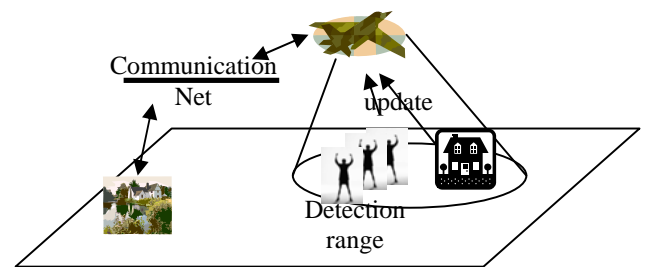 Communication
Net
update
Detection
range